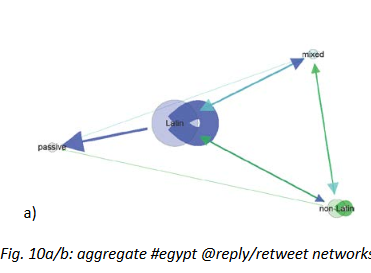 mixed
Latin
passive
non-Latin
a)
Fig. 10a/b: aggregate #egypt @reply/retweet networks